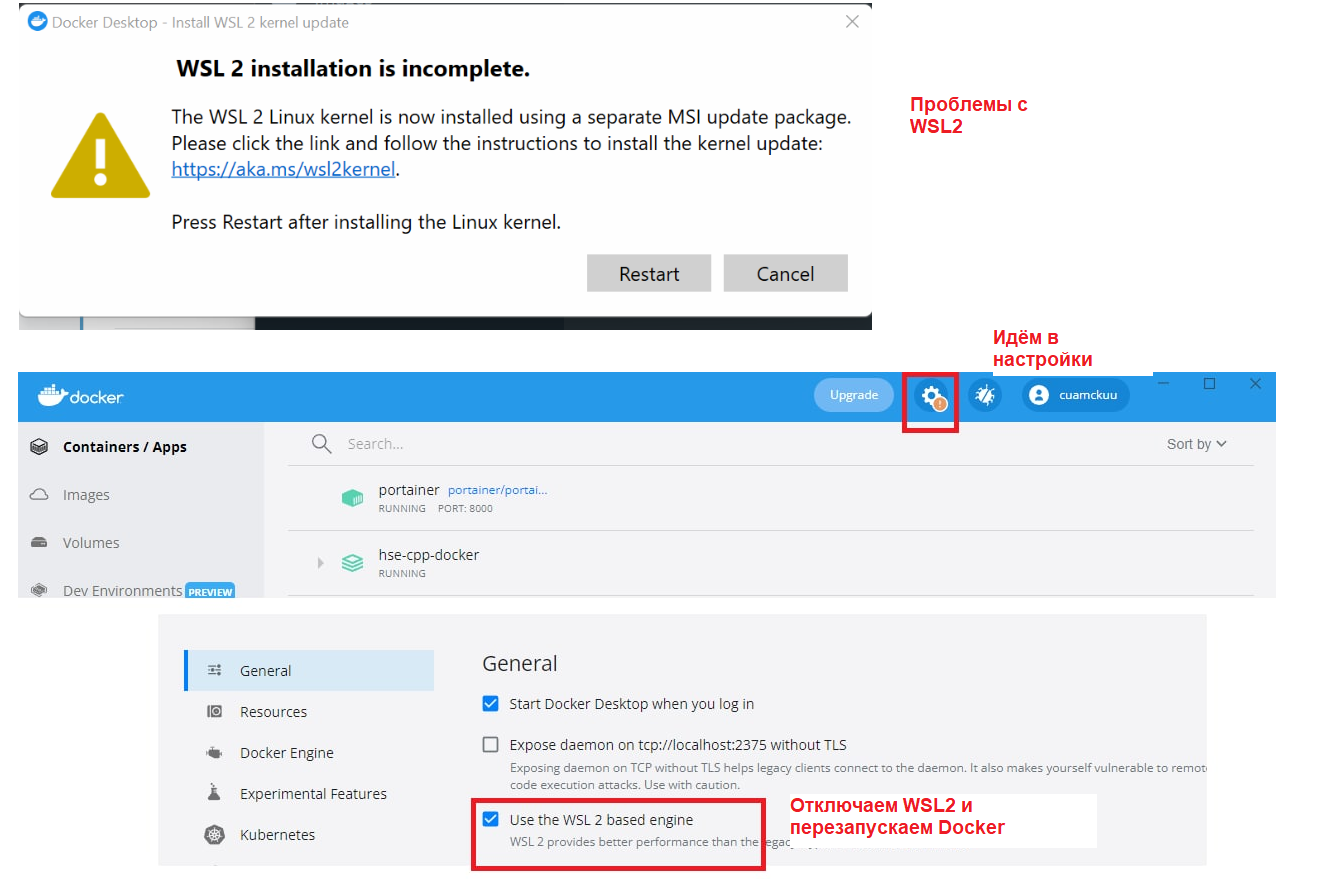 Docker Desktop - Install WSL 2 kernel update
WSL 2 installation is incomplete.
The WSL 2 Linux kernel is now installed using a separate MSI update package.
Please click the link and follow the instructions to install the kernel update:
https://aka.ms/wsl2kernel.
Press Restart after installing the Linux kernel.
Restart
Cancel
Проблемы с
WSL2
Идём в
настройки
docker
Upgrade
cuamckuu
Containers / Apps
Images
Volumes
Dev Environments PREVIEW
Search...
Sort by
portainer portainer/portai...
RUNNING PORT: 8000
hse-cpp-docker
RUNNING
General
Resources
Docker Engine
Experimental Features
Kubernetes
General
Start Docker Desktop when you log in
Expose daemon on tcp://localhost:2375 without TLS
Exposing daemon on TCP without TLS helps legacy clients connect to the daemon. It also makes yourself vulnerable to remot
code execution attacks. Use with caution.
Use the WSL 2 based engine
WSL 2 provides better performance than the legac
Отключаем WSL2 и
перезапускаем Docker